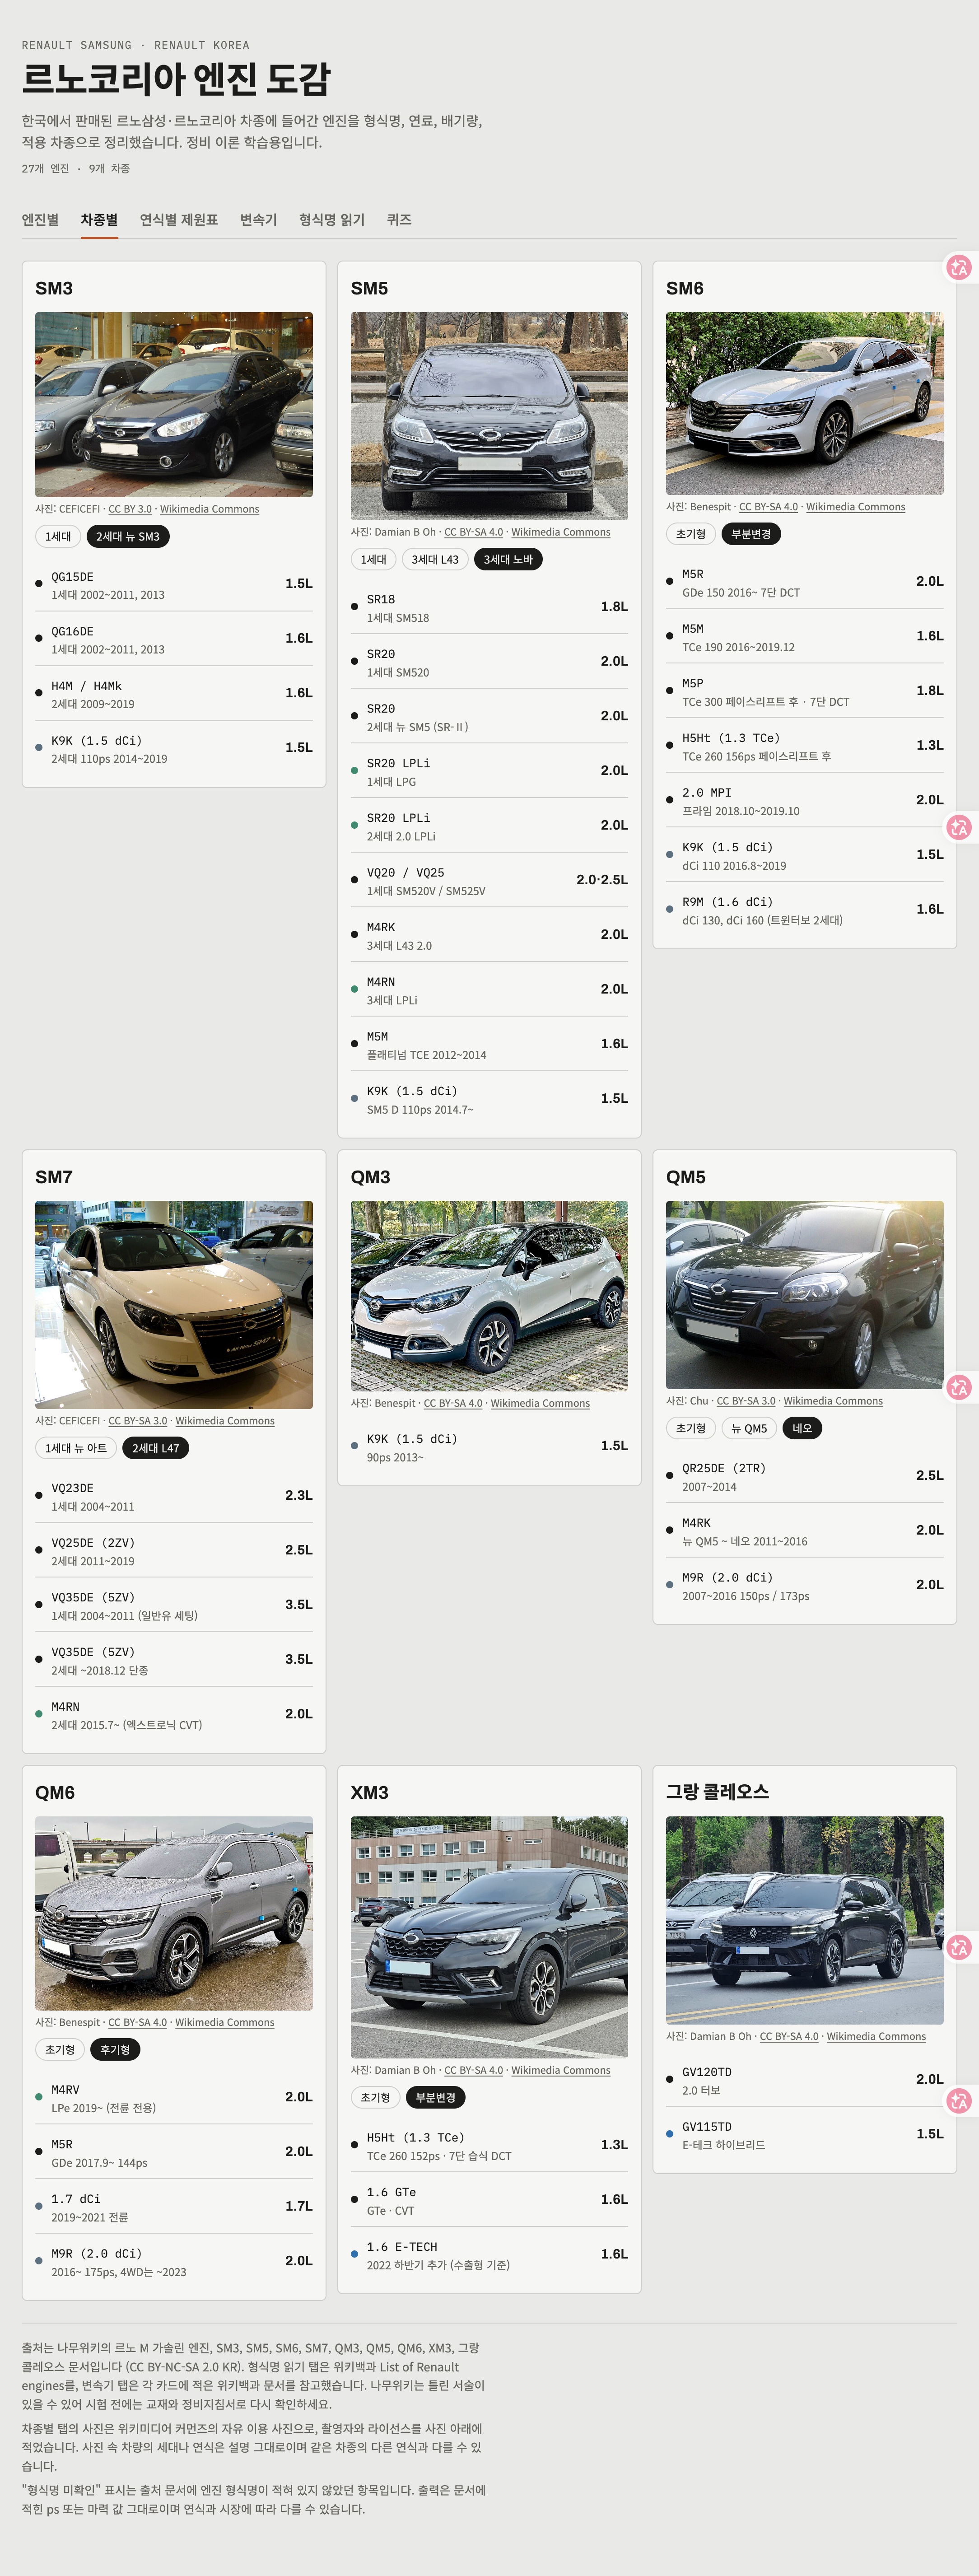 RENAULT SAMSUNG · RENAULT KOREA
르노코리아 엔진 도감
한국에서 판매된 르노삼성·르노코리아 차종에 들어간 엔진을 형식명, 연료, 배기량,
적용 차종으로 정리했습니다. 정비 이론 학습용입니다.
27개 엔진 · 9개 차종
엔진별 차종별 연식별 제원표 변속기 형식명 읽기 퀴즈
SM3
사진: CEFICEFI · CC BY 3.0 · Wikimedia Commons
1세대 2세대 뉴 SM3
QG15DE 1.5L
1세대 2002~2011, 2013
QG16DE 1.6L
1세대 2002~2011, 2013
H4M / H4Mk 1.6L
2세대 2009~2019
K9K (1.5 dCi) 1.5L
2세대 110ps 2014~2019
SM5
사진: Damian B Oh · CC BY-SA 4.0 · Wikimedia Commons
1세대 3세대 L43 3세대 노바
SR18 1.8L
1세대 SM518
SR20 2.0L
1세대 SM520
SR20 2.0L
2세대 뉴 SM5 (SR-Ⅱ)
SR20 LPLi 2.0L
1세대 LPG
SR20 LPLi 2.0L
2세대 2.0 LPLi
VQ20 / VQ25 2.0·2.5L
1세대 SM520V / SM525V
M4RK 2.0L
3세대 L43 2.0
M4RN 2.0L
3세대 LPLi
M5M 1.6L
플래티넘 TCE 2012~2014
K9K (1.5 dCi) 1.5L
SM5 D 110ps 2014.7~
SM6
사진: Benespit · CC BY-SA 4.0 · Wikimedia Commons
초기형 부분변경
M5R 2.0L
GDe 150 2016~ 7단 DCT
M5M 1.6L
TCe 190 2016~2019.12
M5P 1.8L
TCe 300 페이스리프트 후 · 7단 DCT
H5Ht (1.3 TCe) 1.3L
TCe 260 156ps 페이스리프트 후
2.0 MPI 2.0L
프라임 2018.10~2019.10
K9K (1.5 dCi) 1.5L
dCi 110 2016.8~2019
R9M (1.6 dCi) 1.6L
dCi 130, dCi 160 (트윈터보 2세대)
SM7
사진: CEFICEFI · CC BY-SA 3.0 · Wikimedia Commons
1세대 뉴 아트 2세대 L47
VQ23DE 2.3L
1세대 2004~2011
VQ25DE (2ZV) 2.5L
2세대 2011~2019
VQ35DE (5ZV) 3.5L
1세대 2004~2011 (일반유 세팅)
VQ35DE (5ZV) 3.5L
2세대 ~2018.12 단종
M4RN 2.0L
2세대 2015.7~ (엑스트로닉 CVT)
QM3
사진: Benespit · CC BY-SA 4.0 · Wikimedia Commons
K9K (1.5 dCi) 1.5L
90ps 2013~
QM5
사진: Chu · CC BY-SA 3.0 · Wikimedia Commons
초기형 뉴 QM5 네오
QR25DE (2TR) 2.5L
2007~2014
M4RK 2.0L
뉴 QM5 ~ 네오 2011~2016
M9R (2.0 dCi) 2.0L
2007~2016 150ps / 173ps
QM6
사진: Benespit · CC BY-SA 4.0 · Wikimedia Commons
초기형 후기형
M4RV 2.0L
LPe 2019~ (전륜 전용)
M5R 2.0L
GDe 2017.9~ 144ps
1.7 dCi 1.7L
2019~2021 전륜
M9R (2.0 dCi) 2.0L
2016~ 175ps, 4WD는 ~2023
XM3
사진: Damian B Oh · CC BY-SA 4.0 · Wikimedia Commons
초기형 부분변경
H5Ht (1.3 TCe) 1.3L
TCe 260 152ps · 7단 습식 DCT
1.6 GTe 1.6L
GTe · CVT
1.6 E-TECH 1.6L
2022 하반기 추가 (수출형 기준)
그랑 콜레오스
사진: Damian B Oh · CC BY-SA 4.0 · Wikimedia Commons
GV120TD 2.0L
2.0 터보
GV115TD 1.5L
E-테크 하이브리드
출처는 나무위키의 르노 M 가솔린 엔진, SM3, SM5, SM6, SM7, QM3, QM5, QM6, XM3, 그랑
콜레오스 문서입니다 (CC BY-NC-SA 2.0 KR). 형식명 읽기 탭은 위키백과 List of Renault
engines를, 변속기 탭은 각 카드에 적은 위키백과 문서를 참고했습니다. 나무위키는 틀린 서술이
있을 수 있어 시험 전에는 교재와 정비지침서로 다시 확인하세요.
차종별 탭의 사진은 위키미디어 커먼즈의 자유 이용 사진으로, 촬영자와 라이선스를 사진 아래에
적었습니다. 사진 속 차량의 세대나 연식은 설명 그대로이며 같은 차종의 다른 연식과 다를 수 있
습니다.
"형식명 미확인" 표시는 출처 문서에 엔진 형식명이 적혀 있지 않았던 항목입니다. 출력은 문서에
적힌 ps 또는 마력 값 그대로이며 연식과 시장에 따라 다를 수 있습니다.